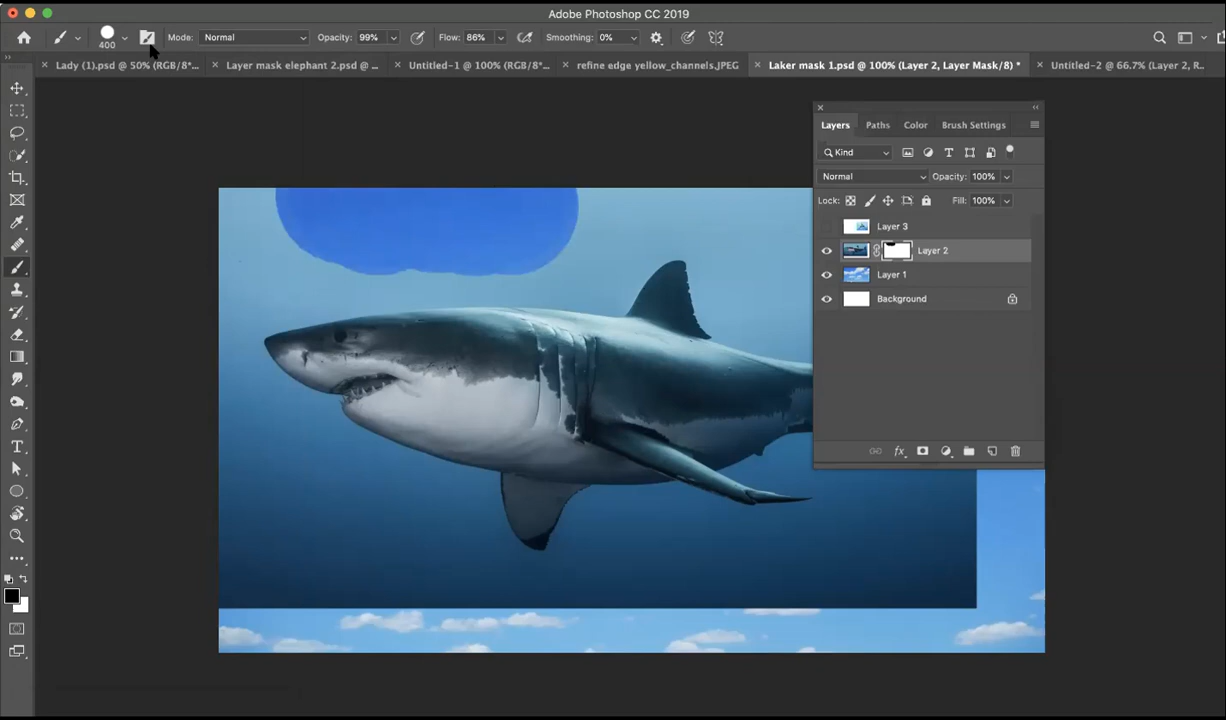 Adobe Photoshop CC 2019
400 Mode: Normal Opacity: 99% Flow: 86% Smoothing: 0%
Lady (1).psd @ 50% (RGB/8*... Layer mask elephant 2.psd @ ... Untitled-1 @ 100% (RGB/8*... refine edge yellow_channels.JPEG Laker mask 1.psd @ 100% (Layer 2, Layer Mask/8) * Untitled-2 @ 66.7% (Layer 2, R...
Layers Paths Color Brush Settings
Kind
Normal Opacity: 100%
Lock: Fill: 100%
Layer 3
Layer 2
Layer 1
Background
fx